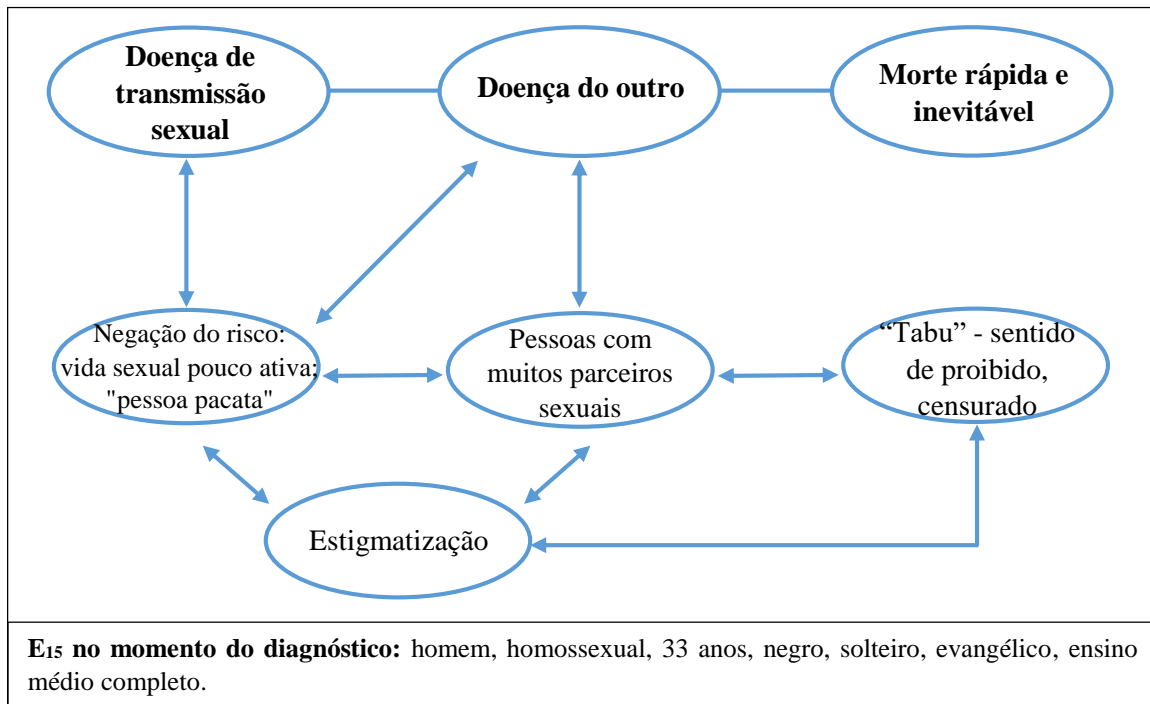 Doença de
transmissão
sexual
Doença do outro
Morte rápida e
inevitável
Negação do risco:
vida sexual pouco ativa;
"pessoa pacata"
Pessoas com
muitos parceiros
sexuais
“Tabu” - sentido
de proibido,
censurado
Estigmatização
E15 no momento do diagnóstico: homem, homossexual, 33 anos, negro, solteiro, evangélico, ensino
médio completo.